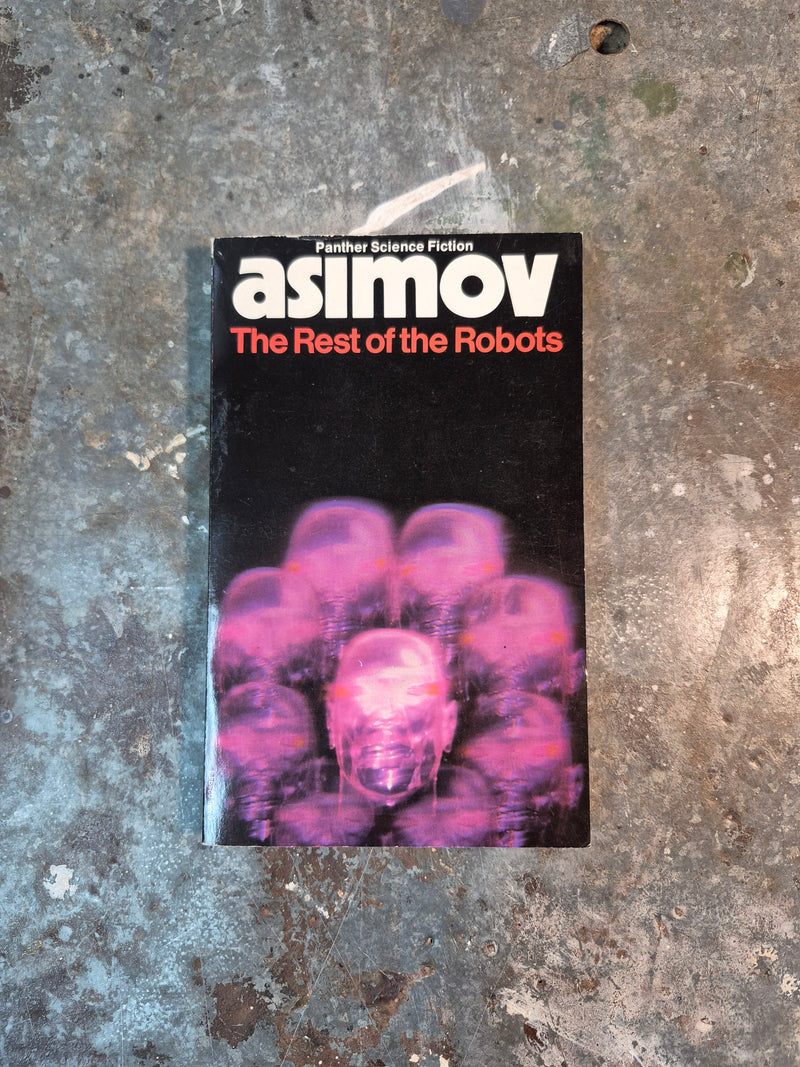 Panther Science Fiction
asimov
The Rest of the Robots